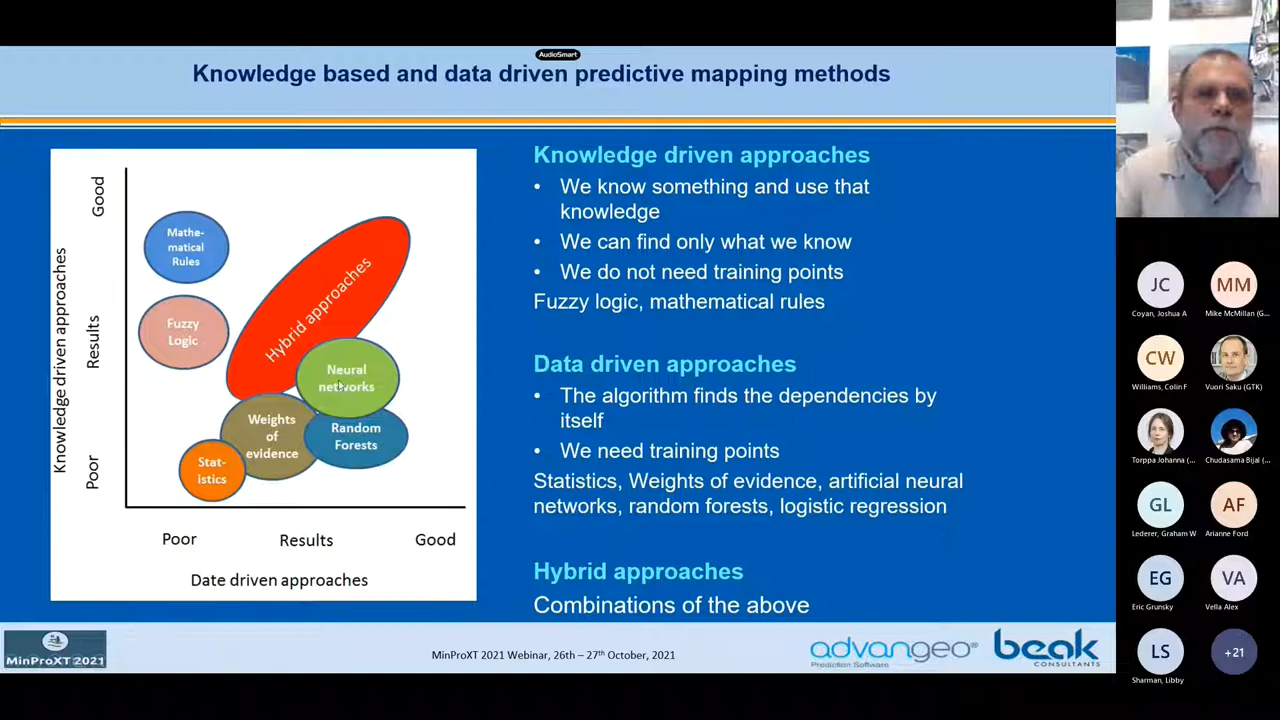 AudioSmart
Knowledge based and data driven predictive mapping methods
Good
Results
Poor
Knowledge driven approaches
Mathe-
matical
Rules
Fuzzy
Logic
Hybrid approaches
Neural
networks
Weights
of
evidence
Random
Forests
Stat-
istics
Poor
Results
Good
Date driven approaches
Knowledge driven approaches
• We know something and use that
knowledge
• We can find only what we know
• We do not need training points
Fuzzy logic, mathematical rules
Data driven approaches
• The algorithm finds the dependencies by
itself
• We need training points
Statistics, Weights of evidence, artificial neural
networks, random forests, logistic regression
Hybrid approaches
Combinations of the above
MinProXT 2021
MinProXT 2021 Webinar, 26th – 27th October, 2021
advangeo®
Prediction Software
beak
CONSULTANTS
JC
Coyan, Joshua A
MM
Mike McMillan (G...
CW
Williams, Colin F
Vuori Saku (GTK)
Torppa Johanna (...
Chudasama Bijal (...
GL
Lederer, Graham W
AF
Arianne Ford
EG
Eric Grunsky
VA
Vella Alex
LS
Sharman, Libby
+21